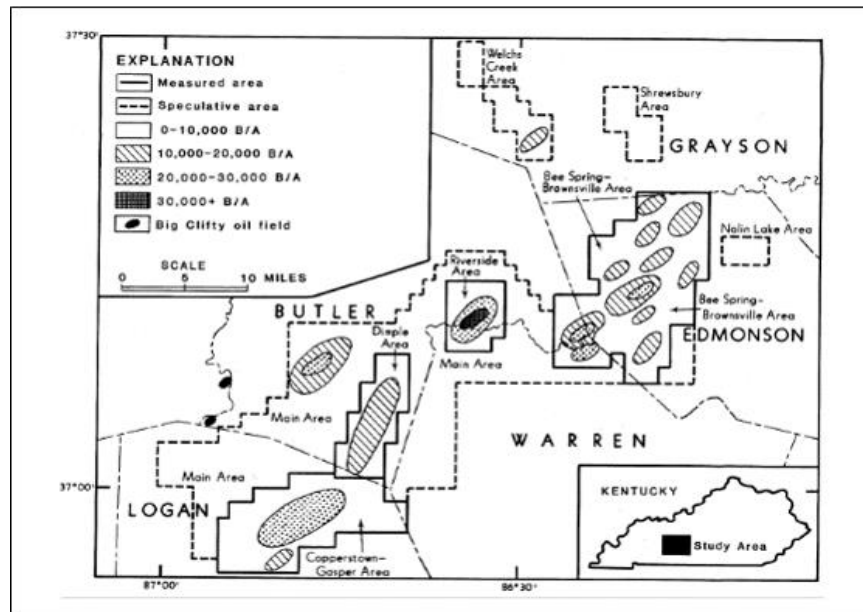 37°30'
EXPLANATION
Measured area
Speculative area
0-10,000 B/A
10,000-20,000 B/A
20,000-30,000 B/A
30,000+ B/A
Big Clifty oil field
SCALE
0 5 10 MILES
Welchs
Creek
Area
Shrewsbury
Area
GRAYSON
Bee Spring-
Brownsville Area
Nolin Lake Area
Riverside
Area
BUTLER
Dimple
Area
Bee Spring-
Brownsville Area
EDMONSON
Main Area
Main Area
WARREN
Main Area
37°00'
LOGAN
KENTUCKY
Study Area
Copperstown-
Gasper Area
87°00'
86°30'